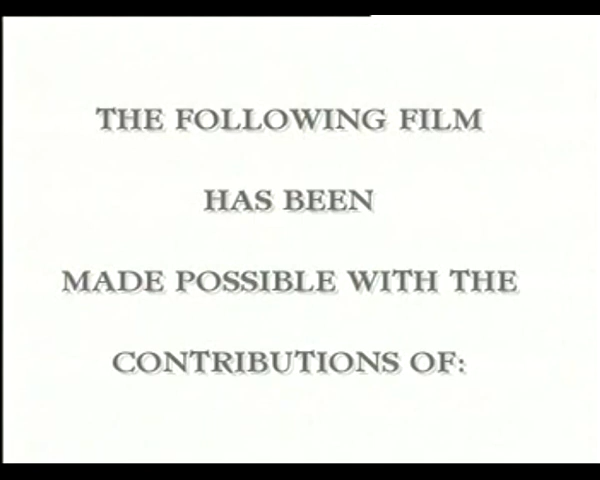 THE FOLLOWING FILM
HAS BEEN
MADE POSSIBLE WITH THE
CONTRIBUTIONS OF: